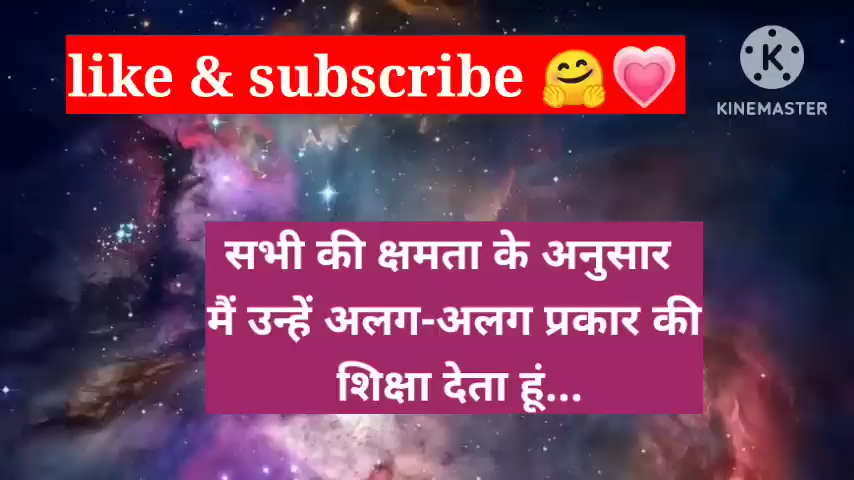 like & subscribe 🤗💗
K
KINEMASTER
सभी की क्षमता के अनुसार
मैं उन्हें अलग-अलग प्रकार की
शिक्षा देता हूं...